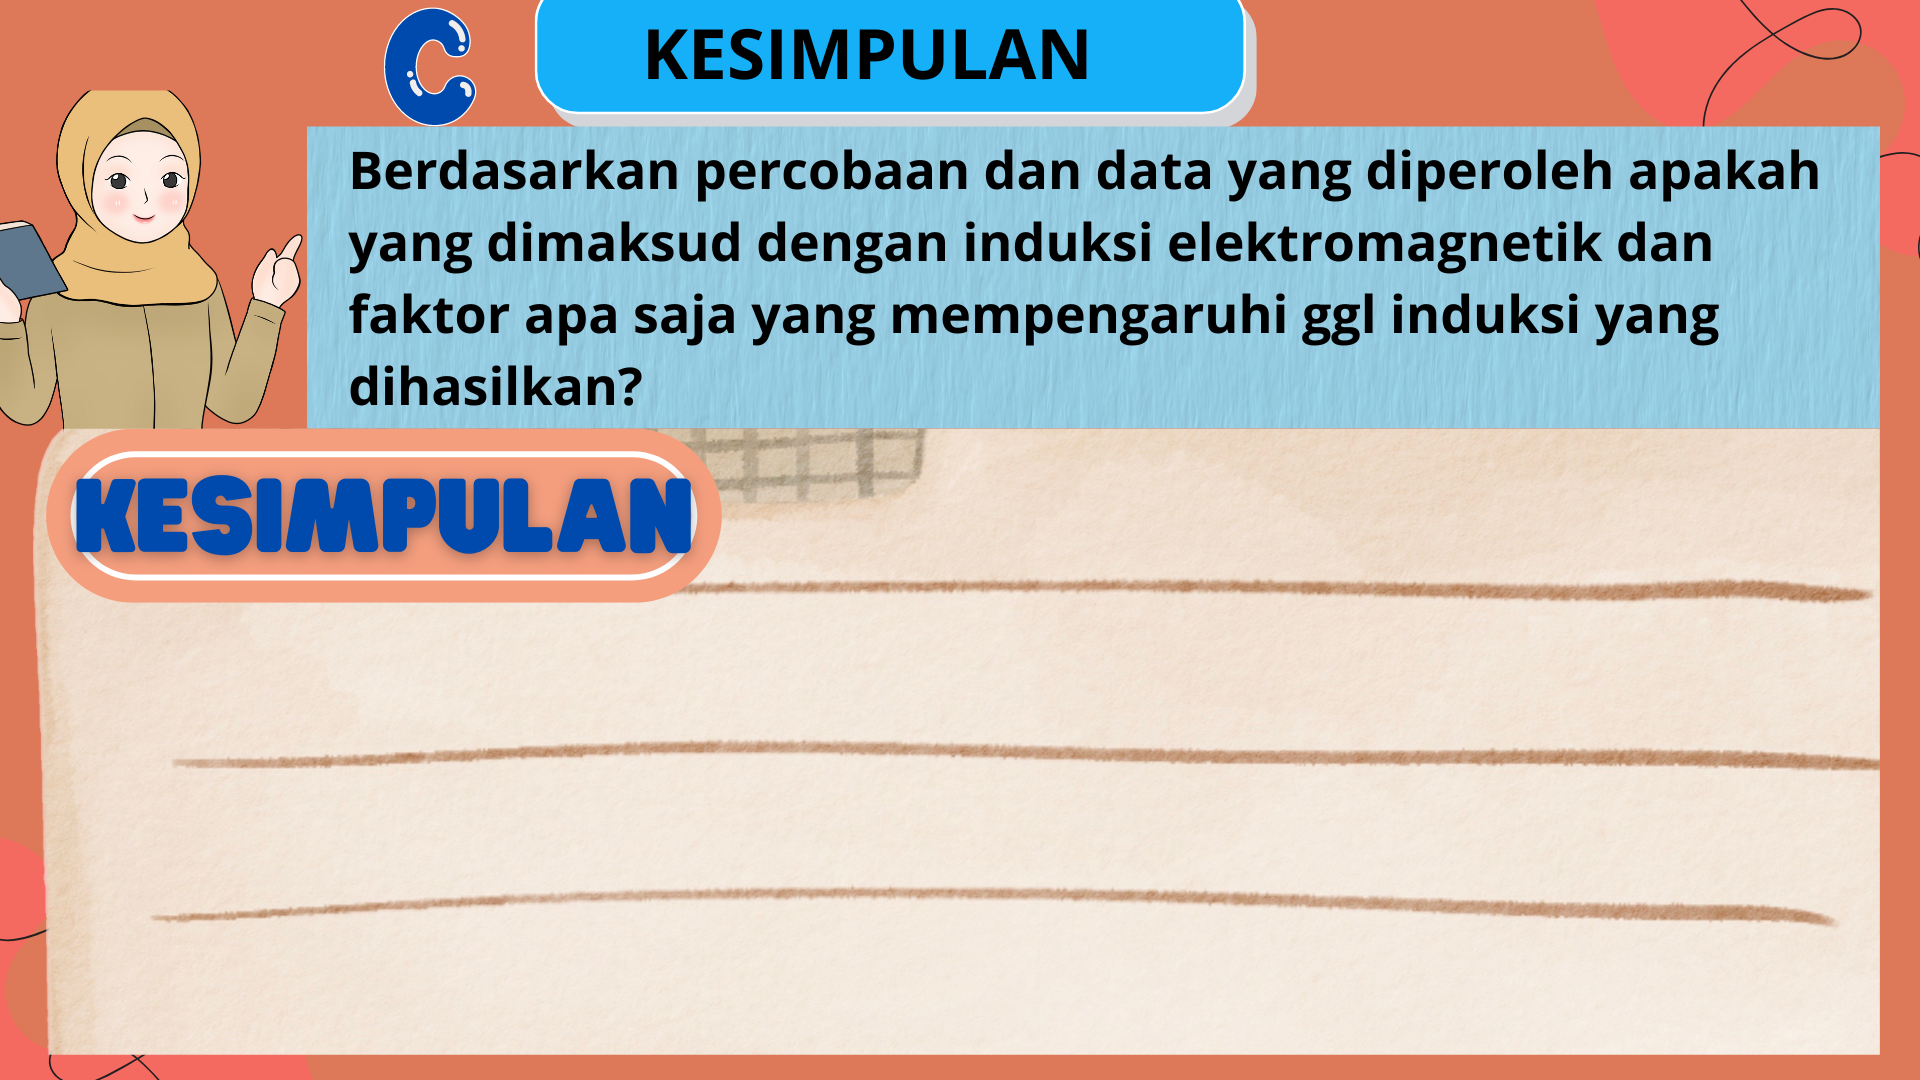 C
KESIMPULAN
Berdasarkan percobaan dan data yang diperoleh apakah
yang dimaksud dengan induksi elektromagnetik dan
faktor apa saja yang mempengaruhi ggl induksi yang
dihasilkan?
KESIMPULAN